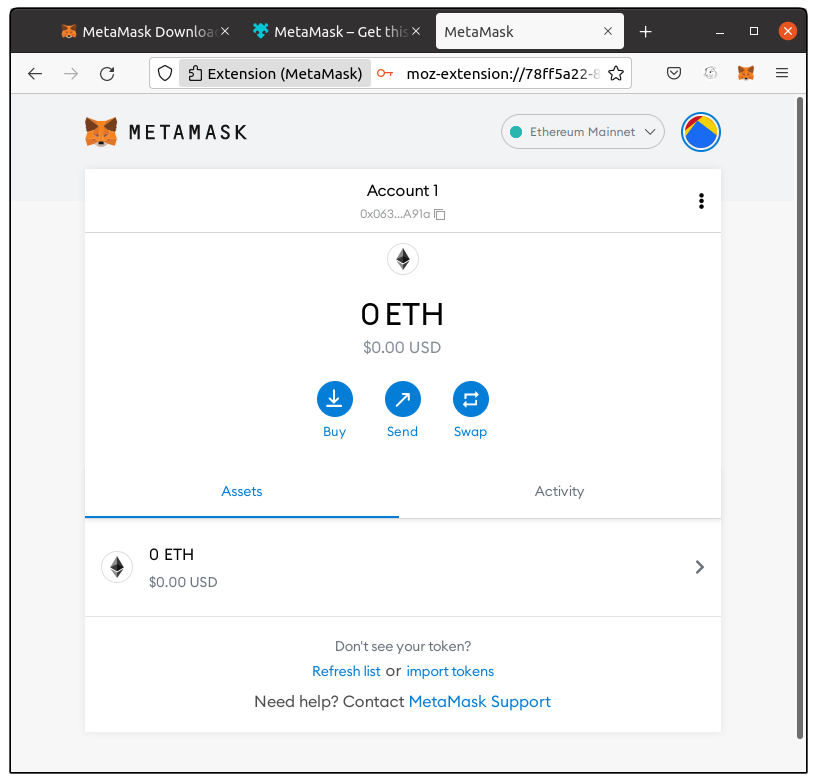 MetaMask Downloa
MetaMask – Get this
MetaMask
Extension (MetaMask)
moz-extension://78ff5a22-8
METAMASK
Ethereum Mainnet
Account 1
0x063...A91a
0 ETH
$0.00 USD
Buy
Send
Swap
Assets
Activity
0 ETH
$0.00 USD
Don't see your token?
Refresh list or import tokens
Need help? Contact MetaMask Support